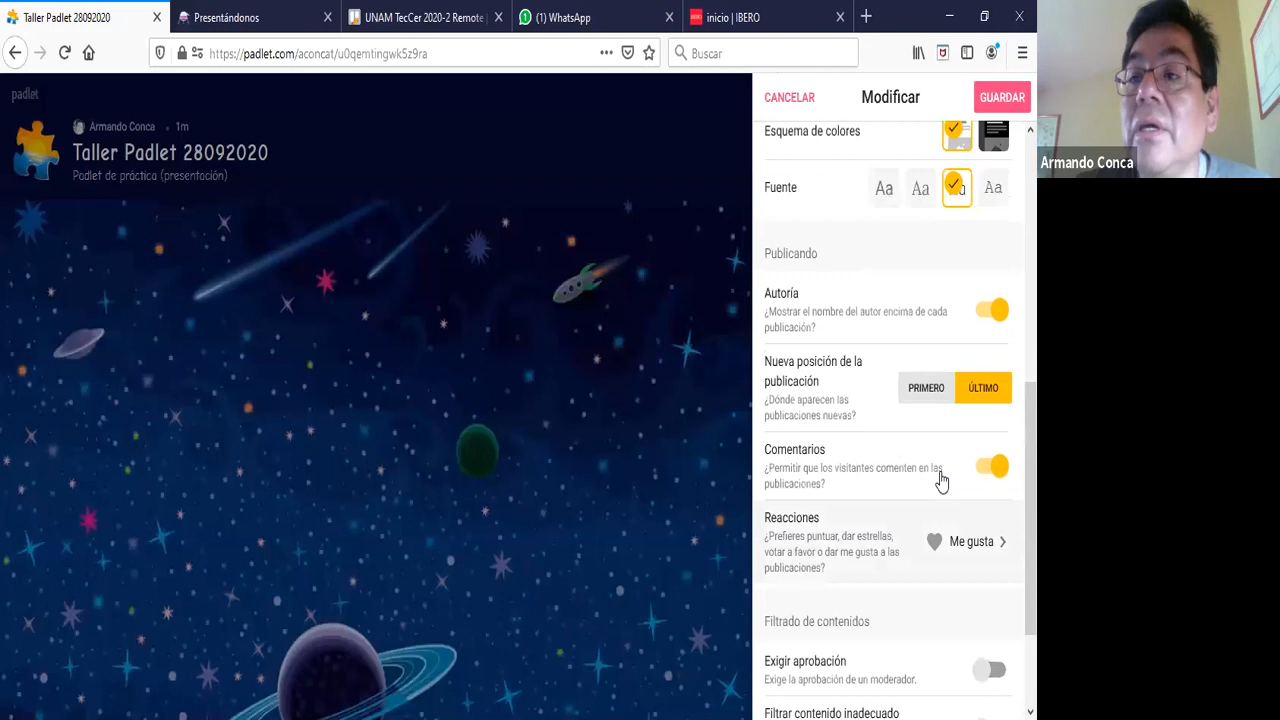 Taller Padlet 28092020
Presentándonos
UNAM TecCer 2020-2 Remote
(1) WhatsApp
inicio | IBERO
https://padlet.com/aconcat/u0qemtingwk5z9ra
Buscar
padlet
Armando Conca • 1m
Taller Padlet 28092020
Padlet de práctica (presentación)
CANCELAR
Modificar
GUARDAR
Esquema de colores
Fuente
Aa Aa Aa
Publicando
Autoría
¿Mostrar el nombre del autor encima de cada
publicación?
Nueva posición de la
publicación
¿Dónde aparecen las
publicaciones nuevas?
PRIMERO ÚLTIMO
Comentarios
¿Permitir que los visitantes comenten en las
publicaciones?
Reacciones
¿Prefieres puntuar, dar estrellas,
votar a favor o dar me gusta a las
publicaciones?
Me gusta
Filtrado de contenidos
Exigir aprobación
Exige la aprobación de un moderador.
Filtrar contenido inadecuado
Armando Conca